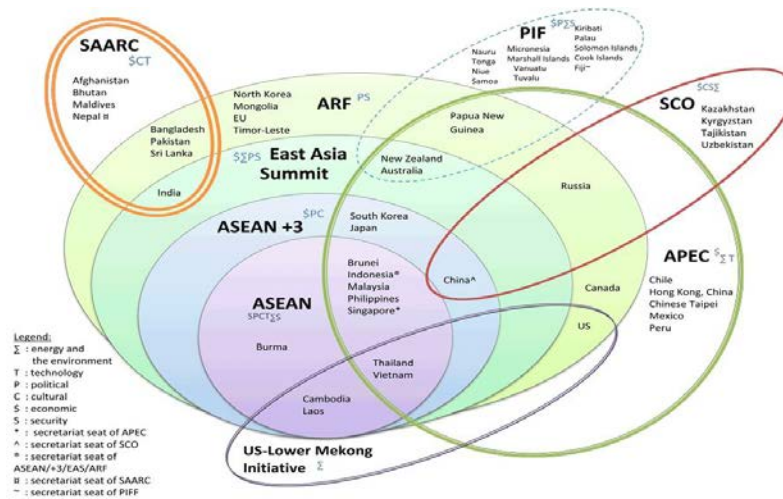 SAARC
$CT
Afghanistan
Bhutan
Maldives
Nepal ¤
Bangladesh
Pakistan
Sri Lanka
India
North Korea
Mongolia
EU
Timor-Leste
ARF PS
PIF $PΣS
Nauru
Tonga
Niue
Samoa
Micronesia
Marshall Islands
Vanuatu
Tuvalu
Kiribati
Palau
Solomon Islands
Cook Islands
Fiji~
Papua New
Guinea
$CSΣ
SCO
Kazakhstan
Kyrgyzstan
Tajikistan
Uzbekistan
$ΣPS East Asia
Summit
New Zealand
Australia
Russia
ASEAN +3 $PC
South Korea
Japan
China^
APEC $ΣT
Chile
Hong Kong, China
Chinese Taipei
Mexico
Peru
Canada
US
ASEAN
$PCTΣS
Brunei
Indonesia®
Malaysia
Philippines
Singapore*
Burma
Thailand
Vietnam
Cambodia
Laos
US-Lower Mekong
Initiative Σ
Legend:
Σ : energy and
the environment
T : technology
P : political
C : cultural
$ : economic
S : security
* : secretariat seat of APEC
^ : secretariat seat of SCO
® : secretariat seat of
ASEAN/+3/EAS/ARF
¤ : secretariat seat of SAARC
~ : secretariat seat of PIFF